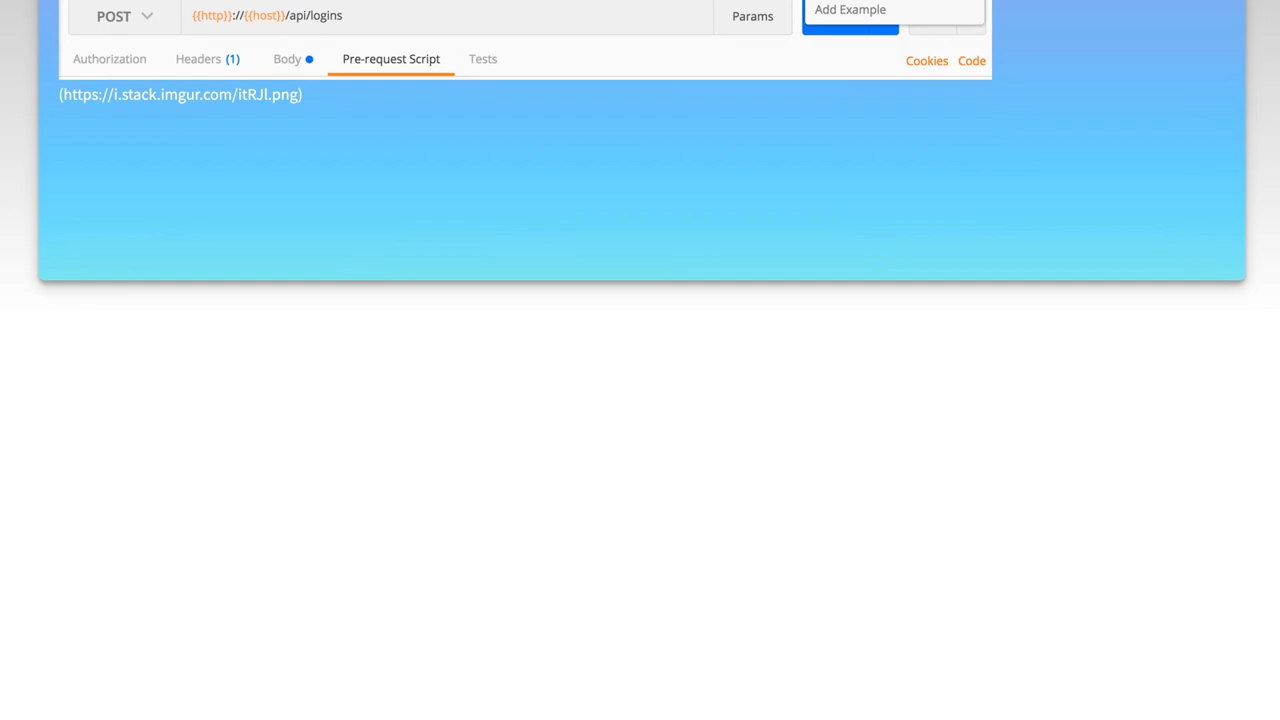 Add Example
POST {{http}}://{{host}}/api/logins Params
Authorization Headers (1) Body Pre-request Script Tests Cookies Code
(https://i.stack.imgur.com/itRJl.png)